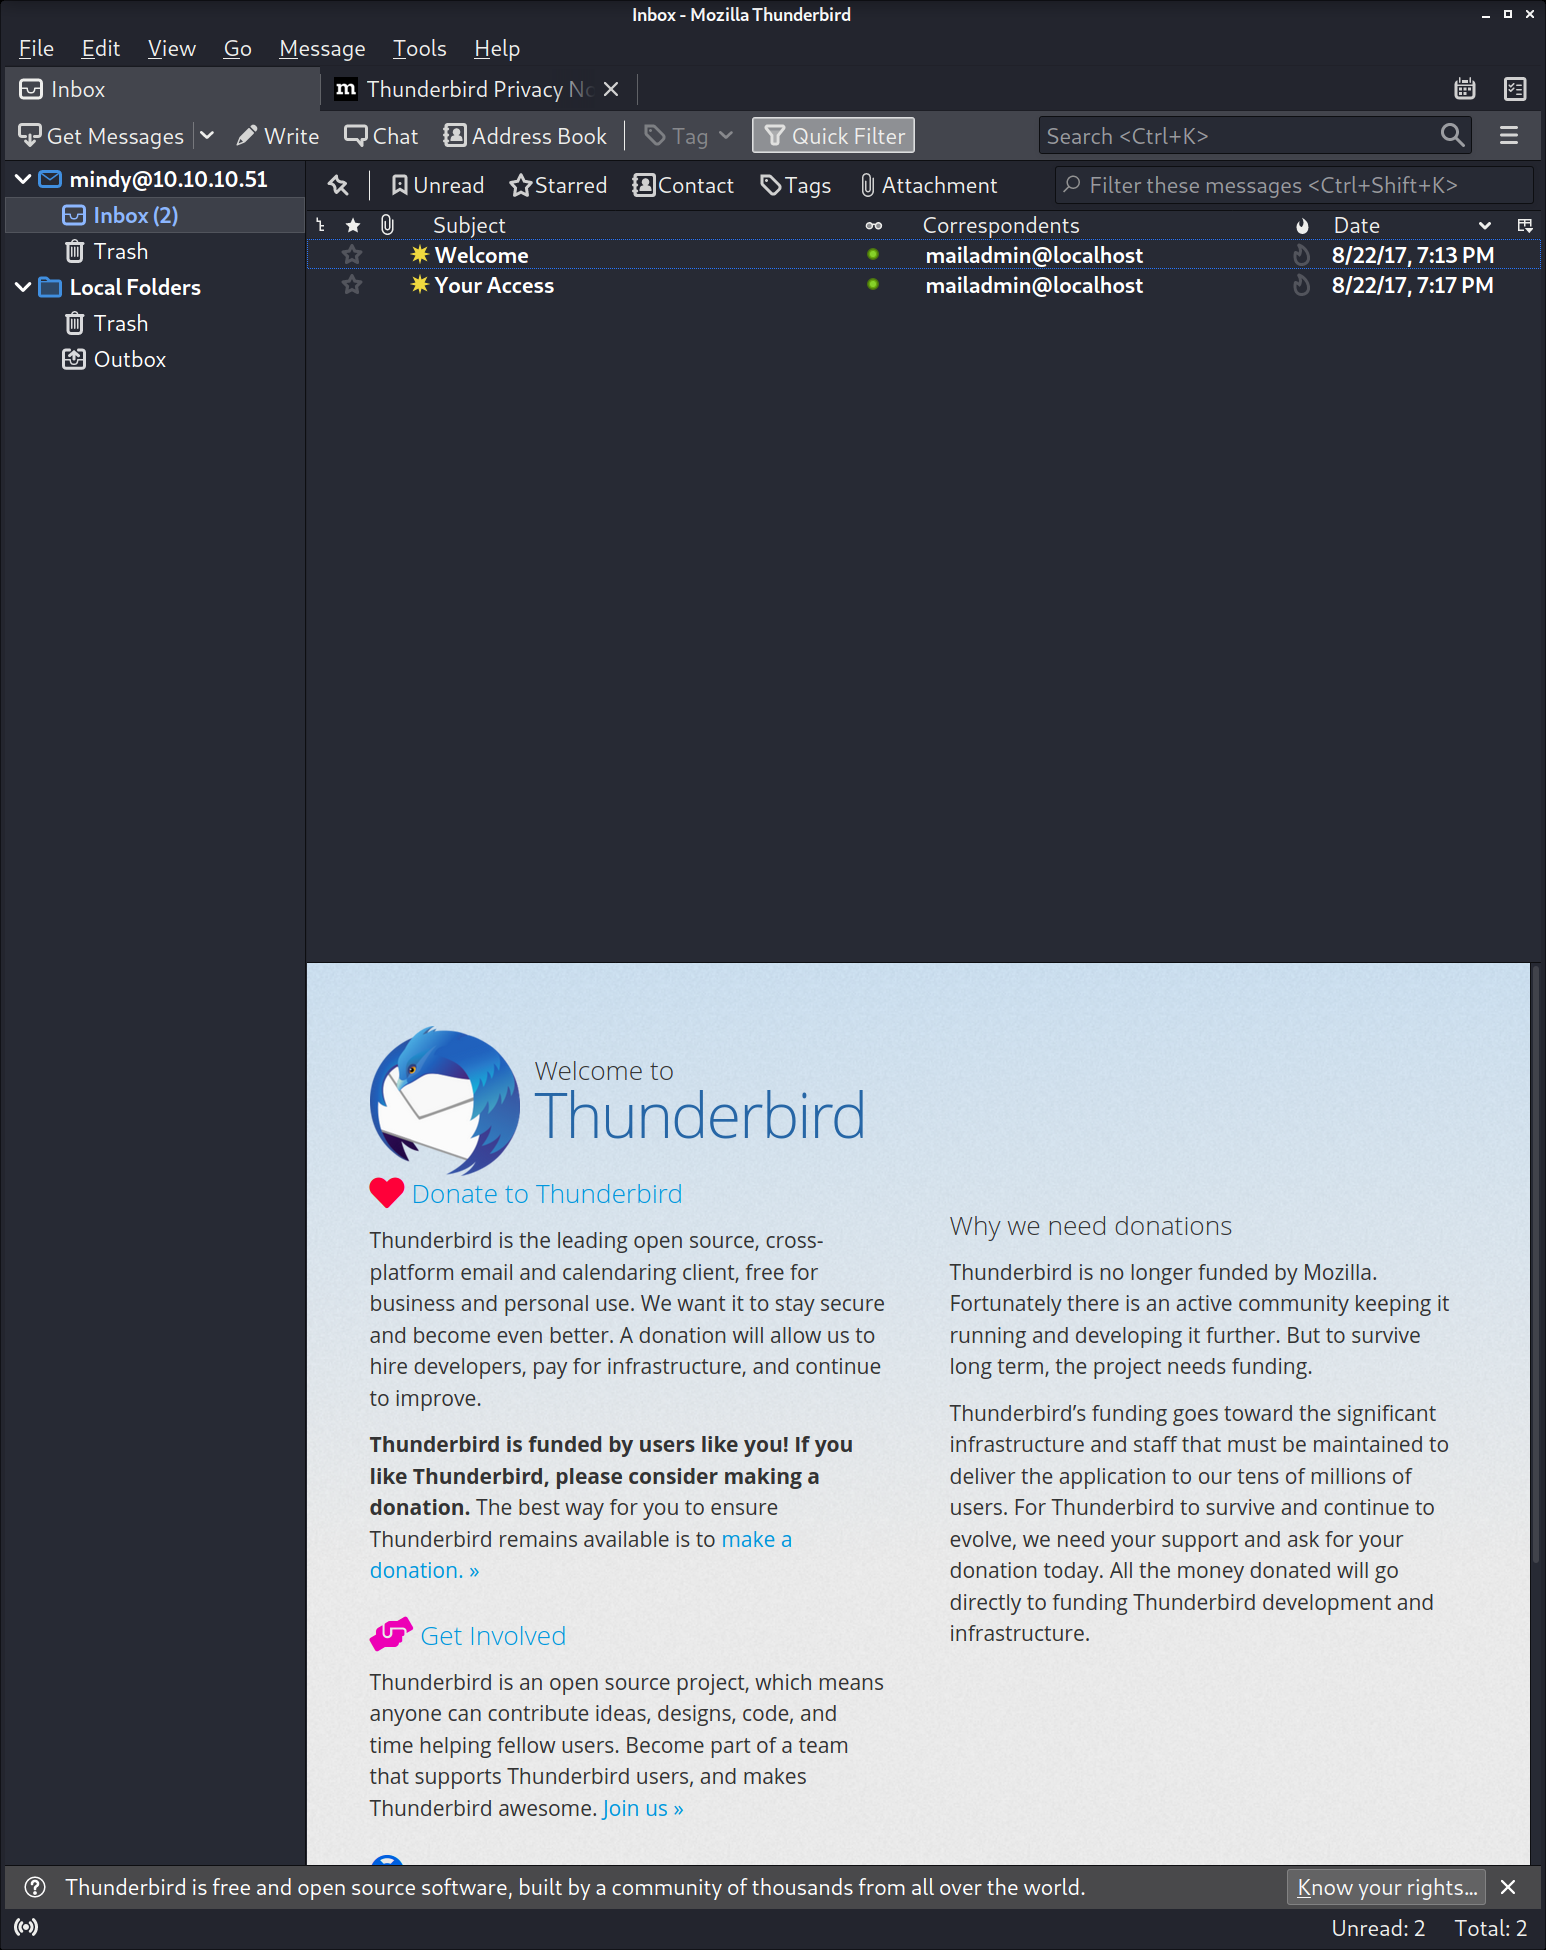 Inbox - Mozilla Thunderbird
File Edit View Go Message Tools Help
Inbox
m Thunderbird Privacy No
Get Messages Write Chat Address Book Tag Quick Filter Search <Ctrl+K>
mindy@10.10.10.51
Inbox (2)
Trash
Local Folders
Trash
Outbox
Unread Starred Contact Tags Attachment Filter these messages <Ctrl+Shift+K>
Subject Correspondents Date
Welcome mailadmin@localhost 8/22/17, 7:13 PM
Your Access mailadmin@localhost 8/22/17, 7:17 PM
Welcome to
Thunderbird
Donate to Thunderbird
Thunderbird is the leading open source, cross-
platform email and calendaring client, free for
business and personal use. We want it to stay secure
and become even better. A donation will allow us to
hire developers, pay for infrastructure, and continue
to improve.
Thunderbird is funded by users like you! If you
like Thunderbird, please consider making a
donation. The best way for you to ensure
Thunderbird remains available is to make a
donation. »
Get Involved
Thunderbird is an open source project, which means
anyone can contribute ideas, designs, code, and
time helping fellow users. Become part of a team
that supports Thunderbird users, and makes
Thunderbird awesome. Join us »
Why we need donations
Thunderbird is no longer funded by Mozilla.
Fortunately there is an active community keeping it
running and developing it further. But to survive
long term, the project needs funding.
Thunderbird’s funding goes toward the significant
infrastructure and staff that must be maintained to
deliver the application to our tens of millions of
users. For Thunderbird to survive and continue to
evolve, we need your support and ask for your
donation today. All the money donated will go
directly to funding Thunderbird development and
infrastructure.
Thunderbird is free and open source software, built by a community of thousands from all over the world. Know your rights...
Unread: 2 Total: 2